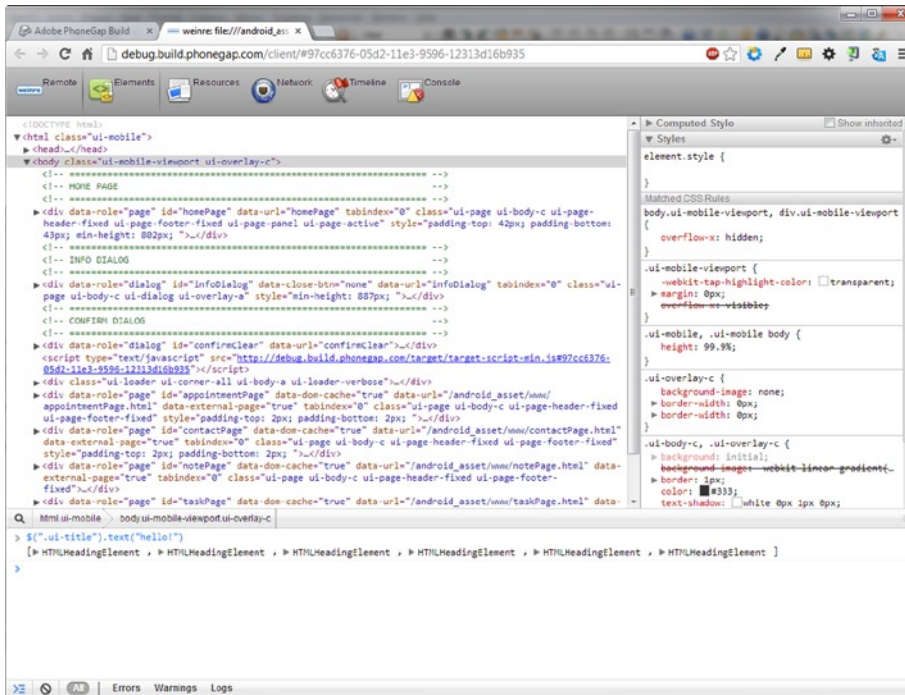 Adobe PhoneGap Build × weinre: file:///android_ass ×
debug.build.phonegap.com/client/#97cc6376-05d2-11e3-9596-12313d16b935
weinre Remote Elements Resources Network Timeline Console
<!DOCTYPE html>
▼<html class="ui-mobile">
▶<head>…</head>
▼<body class="ui-mobile-viewport ui-overlay-c">
<!-- ================================================================ -->
<!-- HOME PAGE -->
<!-- ================================================================ -->
▶<div data-role="page" id="homePage" data-url="homePage" tabindex="0" class="ui-page ui-body-c ui-page-
header-fixed ui-page-footer-fixed ui-page-panel ui-page-active" style="padding-top: 42px; padding-bottom:
43px; min-height: 802px; ">…</div>
<!-- ================================================================ -->
<!-- INFO DIALOG -->
<!-- ================================================================ -->
▶<div data-role="dialog" id="infoDialog" data-close-btn="none" data-url="infoDialog" tabindex="0" class="ui-
page ui-body-c ui-dialog ui-overlay-a" style="min-height: 887px; ">…</div>
<!-- ================================================================ -->
<!-- CONFIRM DIALOG -->
<!-- ================================================================ -->
▶<div data-role="dialog" id="confirmClear" data-url="confirmClear">…</div>
<script type="text/javascript" src="http://debug.build.phonegap.com/target/target-script-min.js#97cc6376-
05d2-11e3-9596-12313d16b935"></script>
▶<div class="ui-loader ui-corner-all ui-body-a ui-loader-verbose">…</div>
▶<div data-role="page" id="appointmentPage" data-dom-cache="true" data-url="/android_asset/www/
appointmentPage.html" data-external-page="true" tabindex="0" class="ui-page ui-body-c ui-page-header-fixed
ui-page-footer-fixed" style="padding-top: 2px; padding-bottom: 2px; ">…</div>
▶<div data-role="page" id="contactPage" data-dom-cache="true" data-url="/android_asset/www/contactPage.html"
data-external-page="true" tabindex="0" class="ui-page ui-body-c ui-page-header-fixed ui-page-footer-fixed"
style="padding-top: 2px; padding-bottom: 2px; ">…</div>
▶<div data-role="page" id="notePage" data-dom-cache="true" data-url="/android_asset/www/notePage.html" data-
external-page="true" tabindex="0" class="ui-page ui-body-c ui-page-header-fixed ui-page-footer-
fixed">…</div>
▶<div data-role="page" id="taskPage" data-dom-cache="true" data-url="/android_asset/www/taskPage.html" data-
▶ Computed Style Show inherited
▼ Styles
element.style {
}
Matched CSS Rules
body.ui-mobile-viewport, div.ui-mobile-viewport
{
overflow-x: hidden;
}
.ui-mobile-viewport {
-webkit-tap-highlight-color: transparent;
▶ margin: 0px;
overflow-x: visible;
}
.ui-mobile, .ui-mobile body {
height: 99.9%;
}
.ui-overlay-c {
background-image: none;
▶ border-width: 0px;
▶ border-width: 0px;
}
.ui-body-c, .ui-overlay-c {
▶ background: initial;
background-image: -webkit-linear-gradient(…
▶ border: 1px;
color: #333;
text-shadow: white 0px 1px 0px;
html.ui-mobile body.ui-mobile-viewport.ui-overlay-c
> $(".ui-title").text("hello!")
[▶ HTMLHeadingElement , ▶ HTMLHeadingElement , ▶ HTMLHeadingElement , ▶ HTMLHeadingElement , ▶ HTMLHeadingElement , ▶ HTMLHeadingElement ]
>
All Errors Warnings Logs